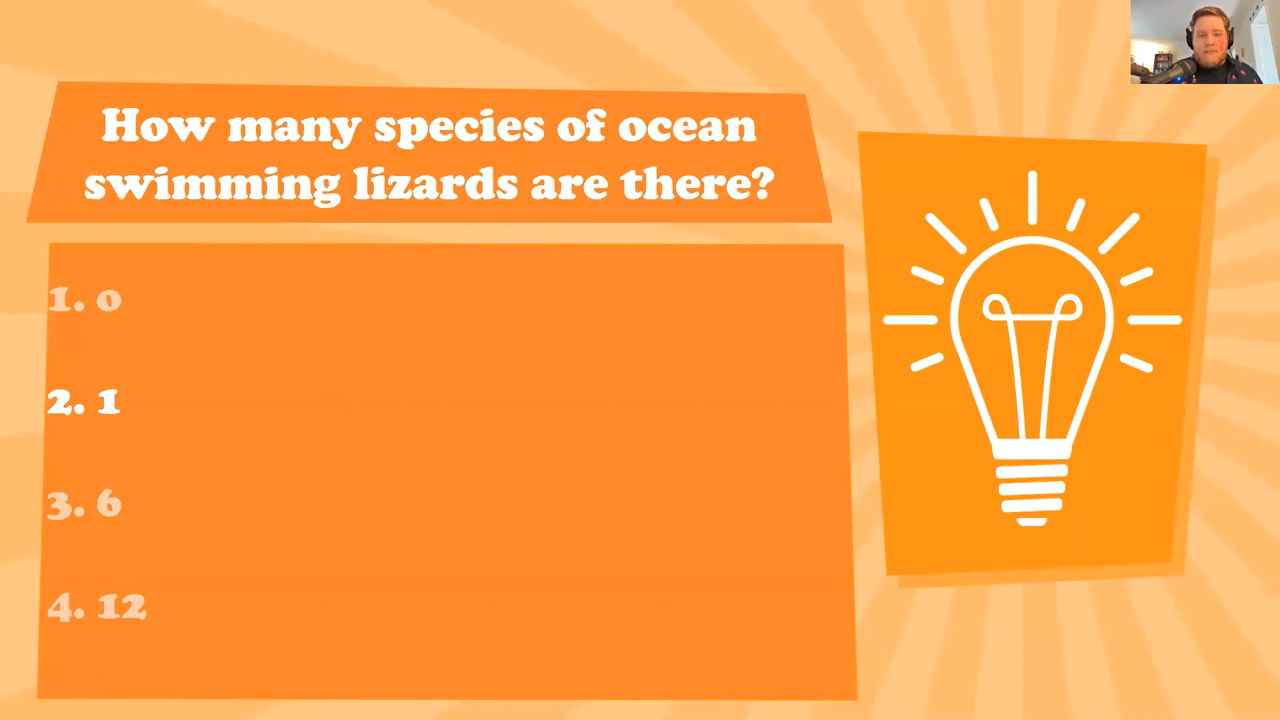 How many species of ocean
swimming lizards are there?
1. 0
2. 1
3. 6
4. 12